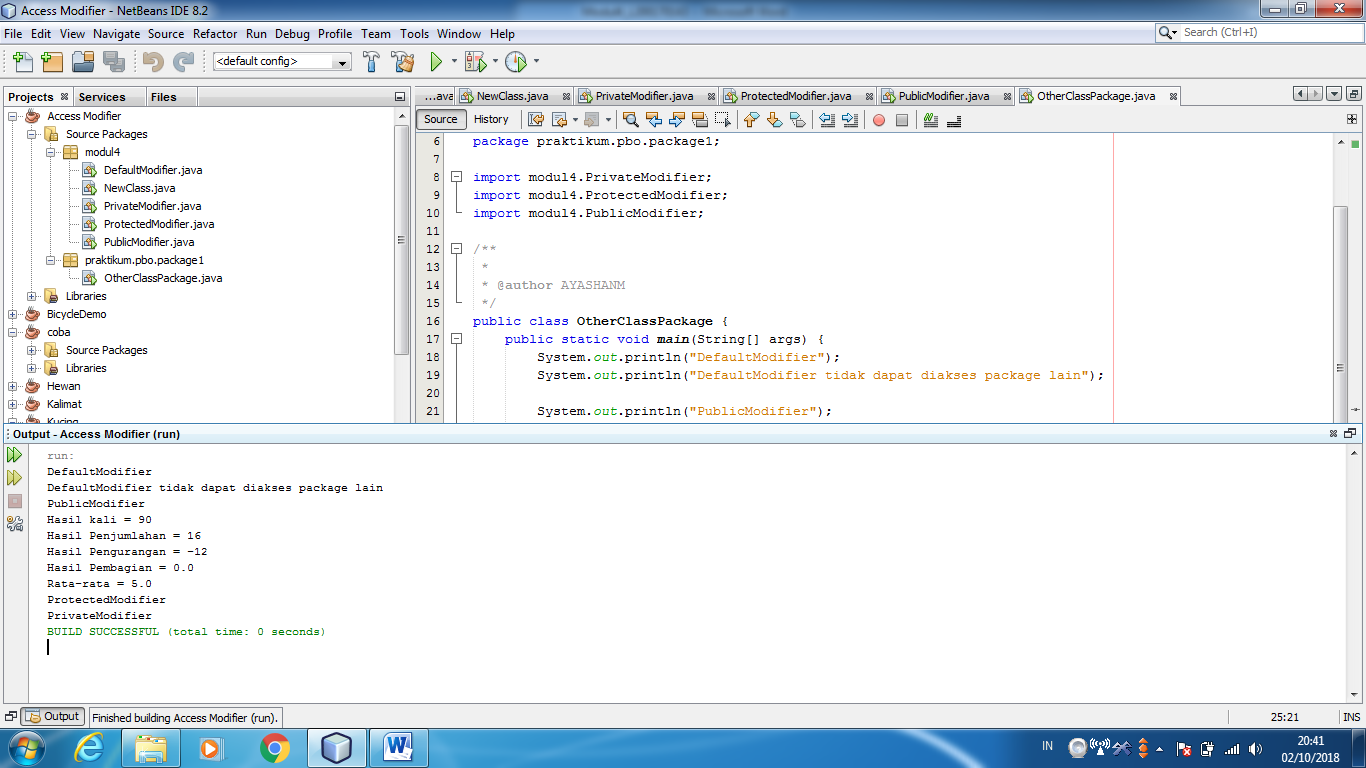 Access Modifier - NetBeans IDE 8.2
File Edit View Navigate Source Refactor Run Debug Profile Team Tools Window Help
Search (Ctrl+I)
<default config>
Projects Services Files
Access Modifier
Source Packages
modul4
DefaultModifier.java
NewClass.java
PrivateModifier.java
ProtectedModifier.java
PublicModifier.java
praktikum.pbo.package1
OtherClassPackage.java
Libraries
BicycleDemo
coba
Source Packages
Libraries
Hewan
Kalimat
Kucing
...ava NewClass.java PrivateModifier.java ProtectedModifier.java PublicModifier.java OtherClassPackage.java
Source History
6 package praktikum.pbo.package1;
7
8 import modul4.PrivateModifier;
9 import modul4.ProtectedModifier;
10 import modul4.PublicModifier;
11
12 /**
13 *
14 * @author AYASHANM
15 */
16 public class OtherClassPackage {
17 public static void main(String[] args) {
18 System.out.println("DefaultModifier");
19 System.out.println("DefaultModifier tidak dapat diakses package lain");
20
21 System.out.println("PublicModifier");
Output - Access Modifier (run)
run:
DefaultModifier
DefaultModifier tidak dapat diakses package lain
PublicModifier
Hasil kali = 90
Hasil Penjumlahan = 16
Hasil Pengurangan = -12
Hasil Pembagian = 0.0
Rata-rata = 5.0
ProtectedModifier
PrivateModifier
BUILD SUCCESSFUL (total time: 0 seconds)
Output
Finished building Access Modifier (run).
25:21 INS
IN
20:41
02/10/2018